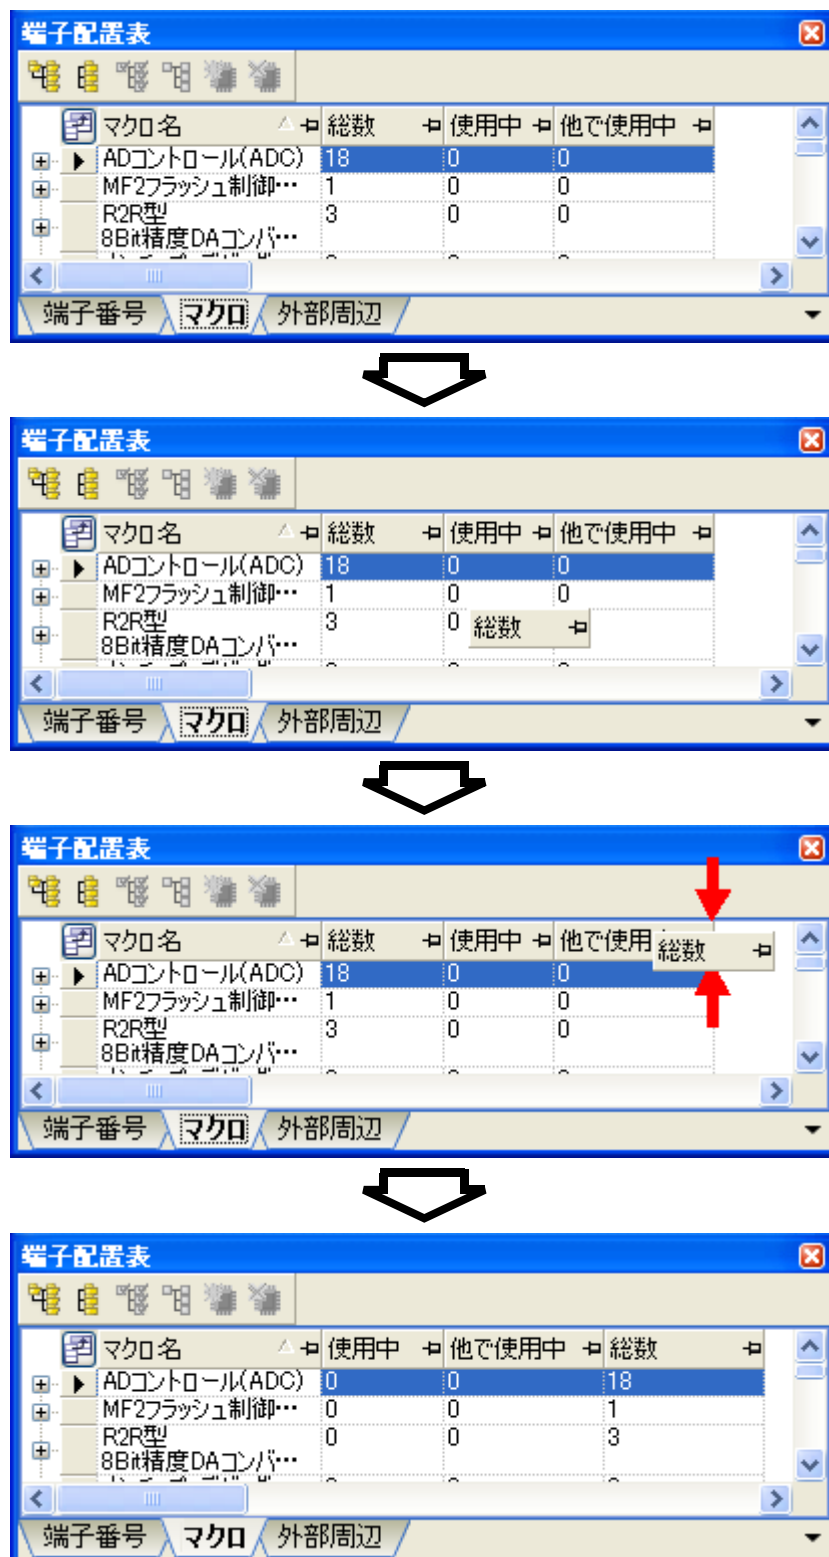 端子配置表
マクロ名 総数 使用中 他で使用中
ADコントロール(ADC) 18 0 0
MF2フラッシュ制御… 1 0 0
R2R型 3 0 0
8Bit精度DAコンバ…
端子番号 マクロ 外部周辺
端子配置表
マクロ名 総数 使用中 他で使用中
ADコントロール(ADC) 18 0 0
MF2フラッシュ制御… 1 0 0
R2R型 3 0 総数
8Bit精度DAコンバ…
端子番号 マクロ 外部周辺
端子配置表
マクロ名 総数 使用中 他で使用 総数
ADコントロール(ADC) 18 0 0
MF2フラッシュ制御… 1 0 0
R2R型 3 0 0
8Bit精度DAコンバ…
端子番号 マクロ 外部周辺
端子配置表
マクロ名 使用中 他で使用中 総数
ADコントロール(ADC) 0 0 18
MF2フラッシュ制御… 0 0 1
R2R型 0 0 3
8Bit精度DAコンバ…
端子番号 マクロ 外部周辺